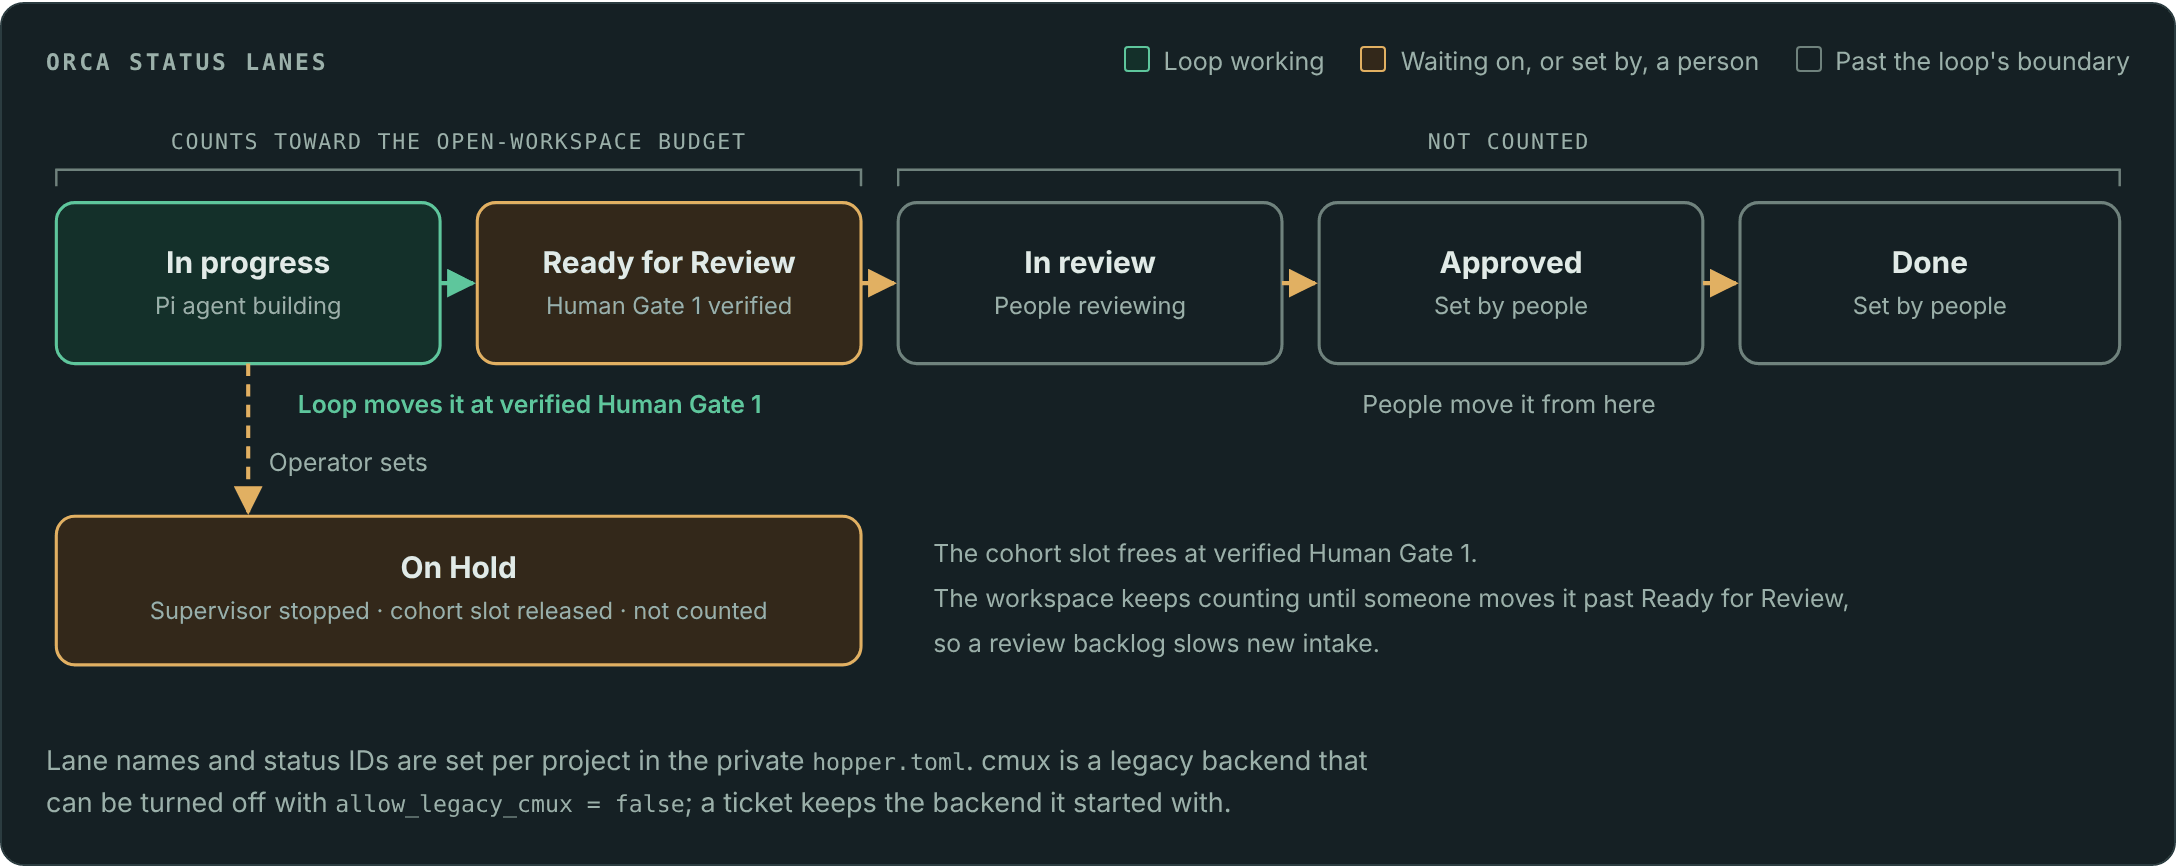 ORCA STATUS LANES
Loop working
Waiting on, or set by, a person
Past the loop's boundary
COUNTS TOWARD THE OPEN-WORKSPACE BUDGET
NOT COUNTED
In progress
Pi agent building
Ready for Review
Human Gate 1 verified
In review
People reviewing
Approved
Set by people
Done
Set by people
Loop moves it at verified Human Gate 1
People move it from here
Operator sets
On Hold
Supervisor stopped · cohort slot released · not counted
The cohort slot frees at verified Human Gate 1.
The workspace keeps counting until someone moves it past Ready for Review,
so a review backlog slows new intake.
Lane names and status IDs are set per project in the private hopper.toml. cmux is a legacy backend that
can be turned off with allow_legacy_cmux = false; a ticket keeps the backend it started with.